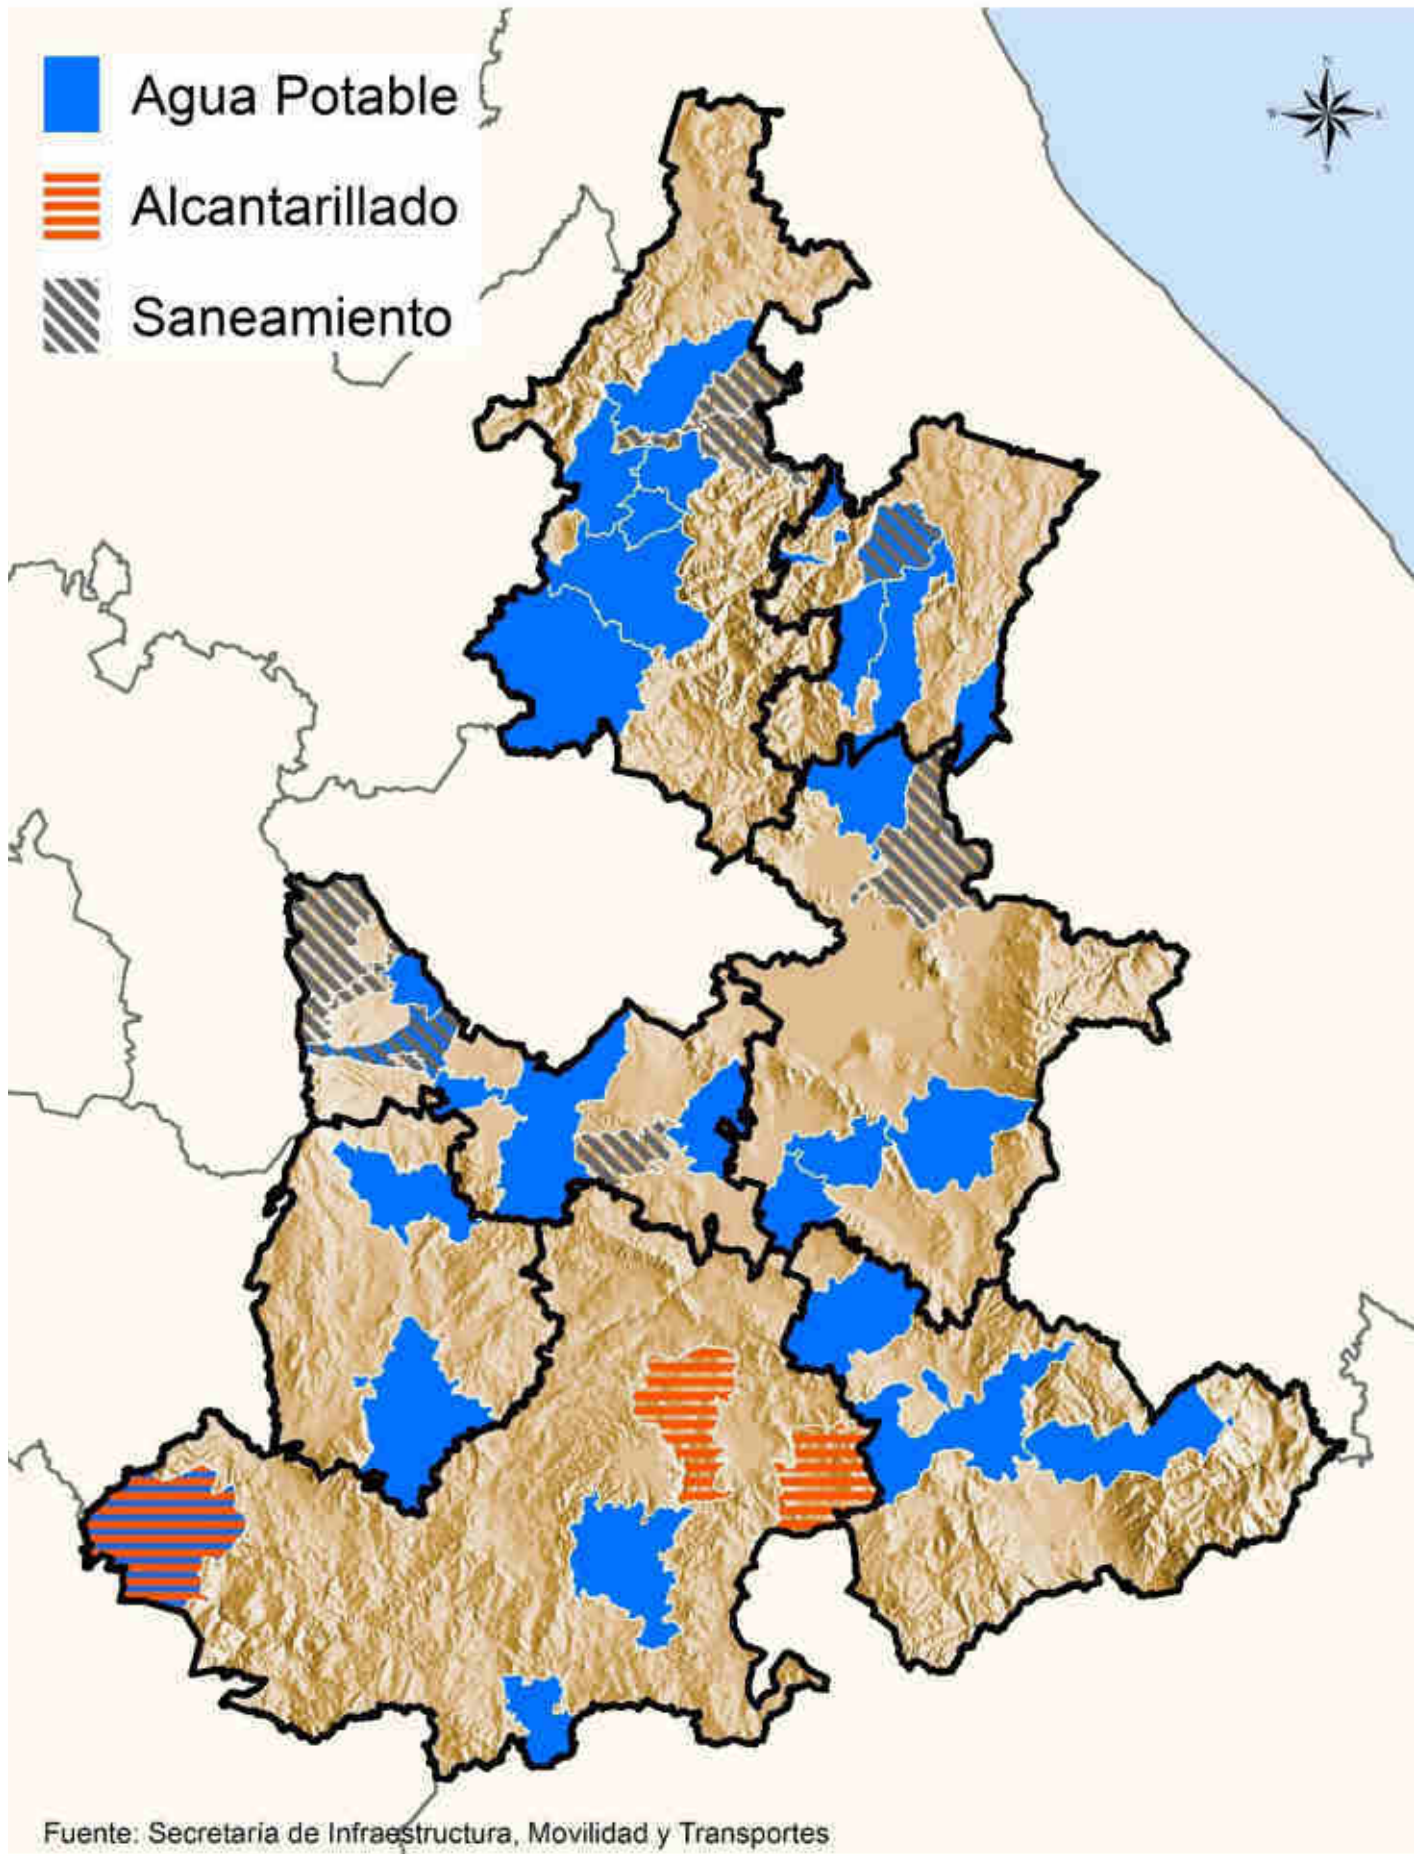 Agua Potable
Alcantarillado
Saneamiento
N
W
S
Fuente: Secretaría de Infraestructura, Movilidad y Transportes